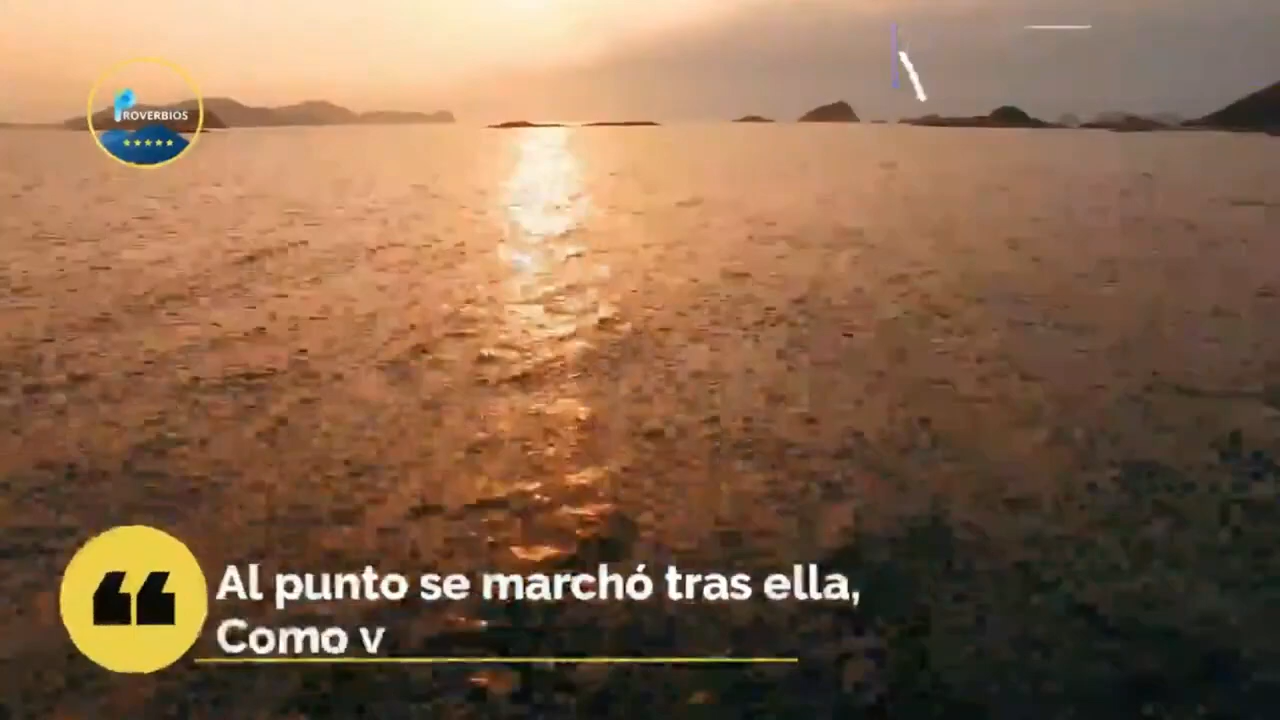 PROVERBIOS
Al punto se marchó tras ella,
Como v